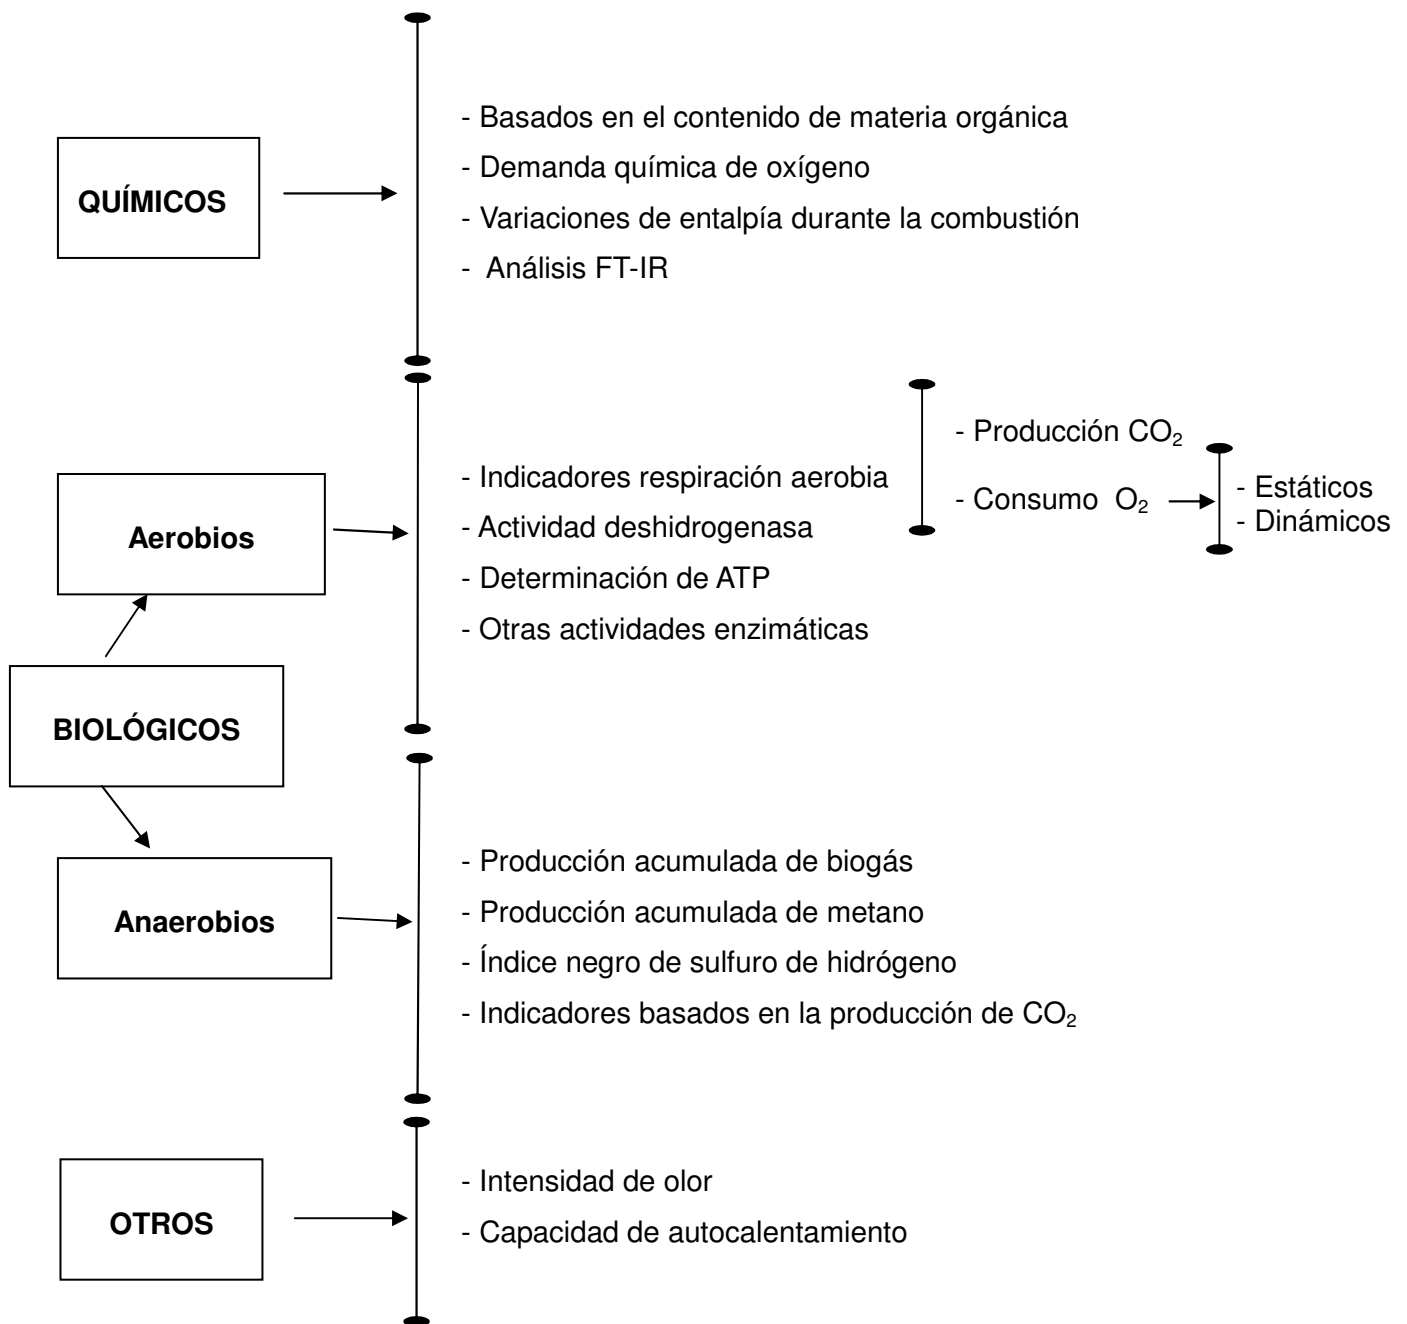 QUÍMICOS
- Basados en el contenido de materia orgánica
- Demanda química de oxígeno
- Variaciones de entalpía durante la combustión
- Análisis FT-IR
BIOLÓGICOS
Aerobios
- Indicadores respiración aerobia
- Producción CO₂
- Consumo O₂
- Estáticos
- Dinámicos
- Actividad deshidrogenasa
- Determinación de ATP
- Otras actividades enzimáticas
Anaerobios
- Producción acumulada de biogás
- Producción acumulada de metano
- Índice negro de sulfuro de hidrógeno
- Indicadores basados en la producción de CO₂
OTROS
- Intensidad de olor
- Capacidad de autocalentamiento